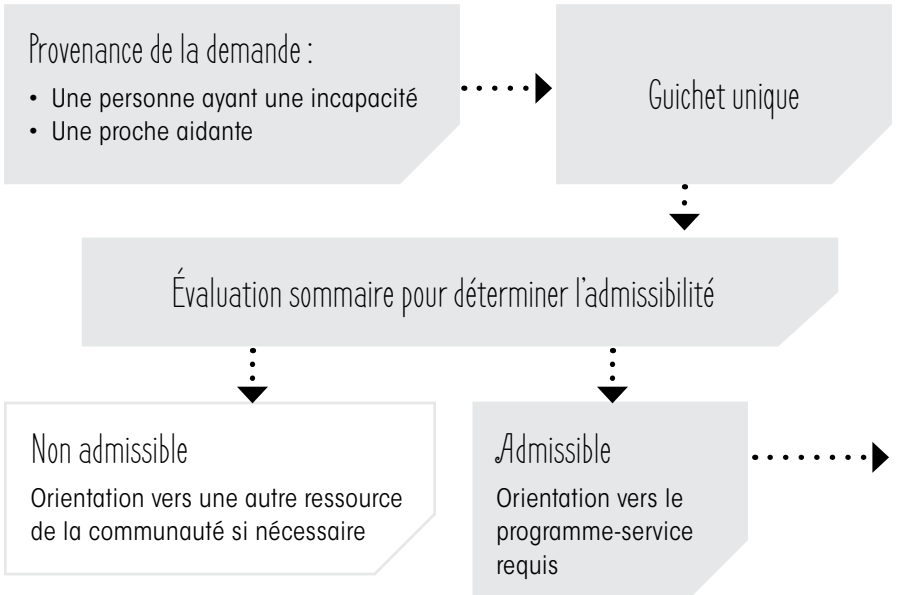 Provenance de la demande :
• Une personne ayant une incapacité
• Une proche aidante
Guichet unique
Évaluation sommaire pour déterminer l'admissibilité
Non admissible
Orientation vers une autre ressource
de la communauté si nécessaire
Admissible
Orientation vers le
programme-service
requis